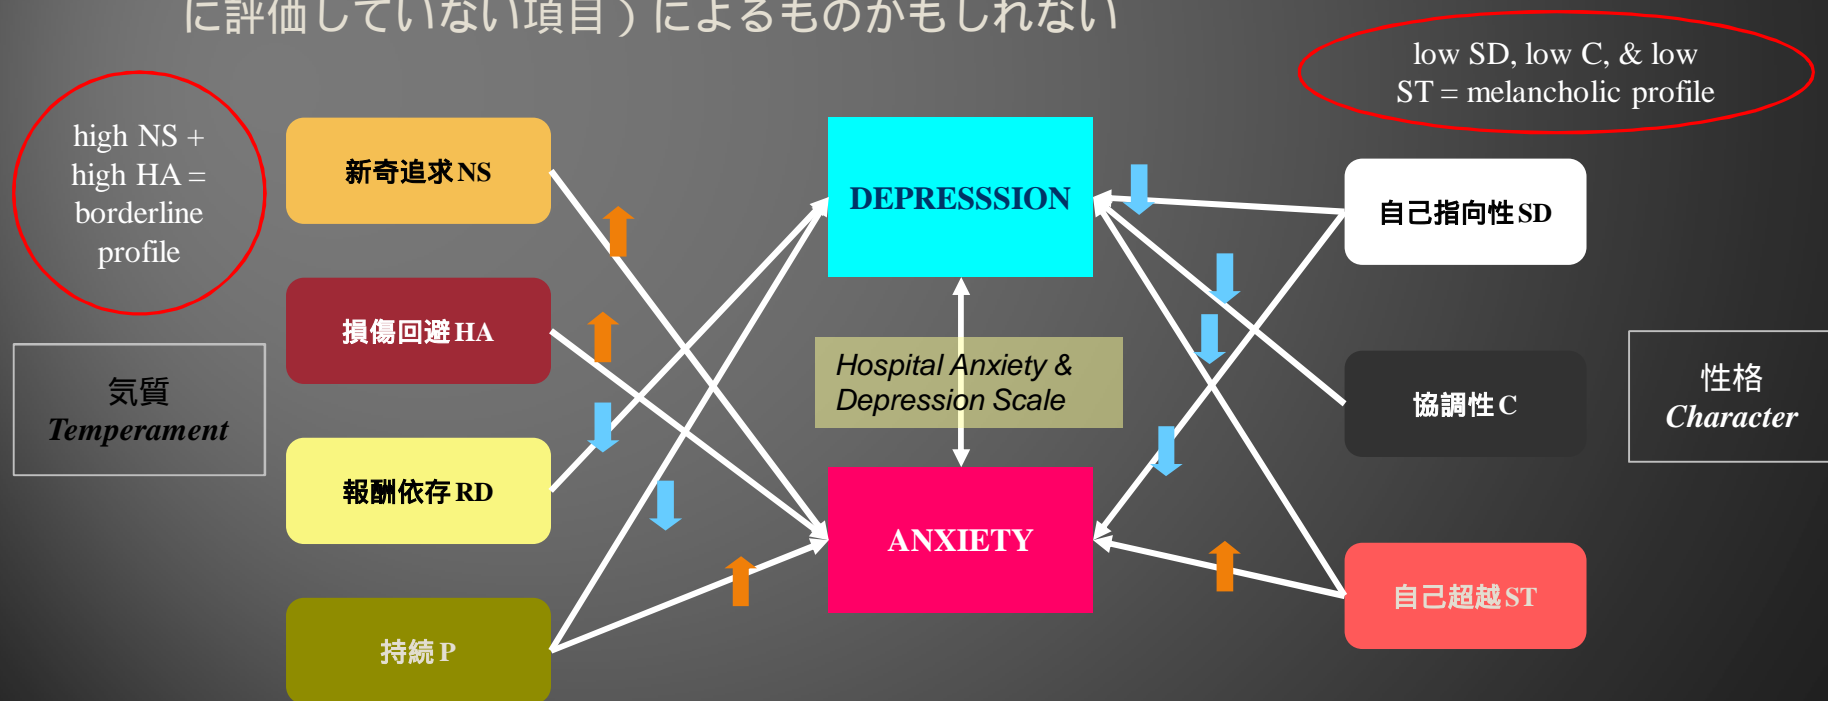 に評価していない項目）によるものかもしれない
low SD, low C, & low
ST = melancholic profile
high NS +
high HA =
borderline
profile
新奇追求 NS
DEPRESSSION
自己指向性 SD
損傷回避 HA
Hospital Anxiety &
Depression Scale
気質
Temperament
協調性 C
性格
Character
報酬依存 RD
ANXIETY
自己超越 ST
持続 P